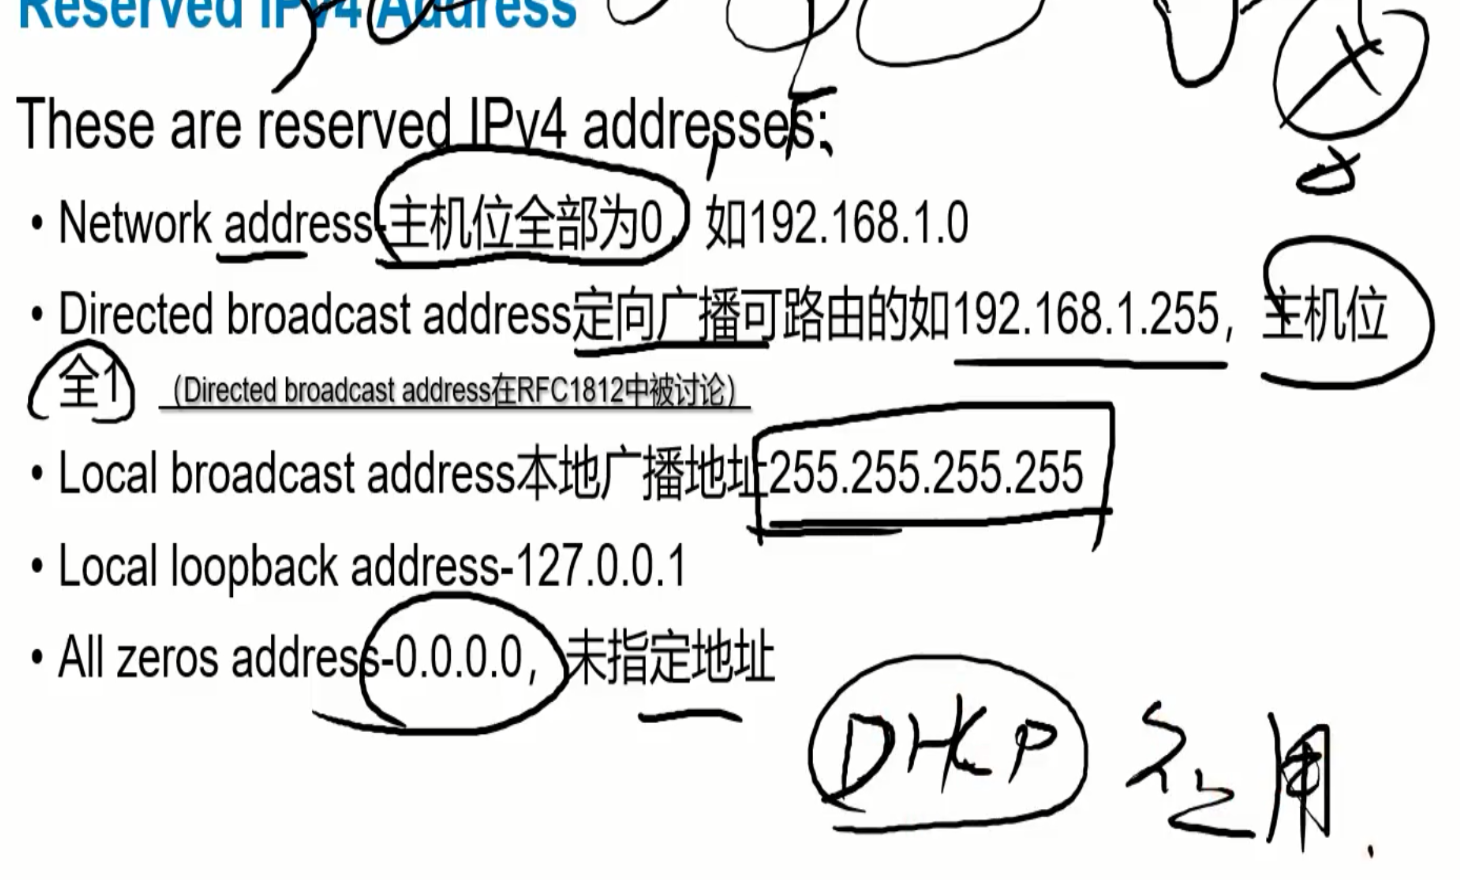 Reserved IPv4 Address
These are reserved IPv4 addresses:
• Network address-主机位全部为0，如192.168.1.0
• Directed broadcast address定向广播可路由的如192.168.1.255，主机位
全1 （Directed broadcast address在RFC1812中被讨论）
• Local broadcast address本地广播地址255.255.255.255
• Local loopback address-127.0.0.1
• All zeros address-0.0.0.0，未指定地址
DHCP 用